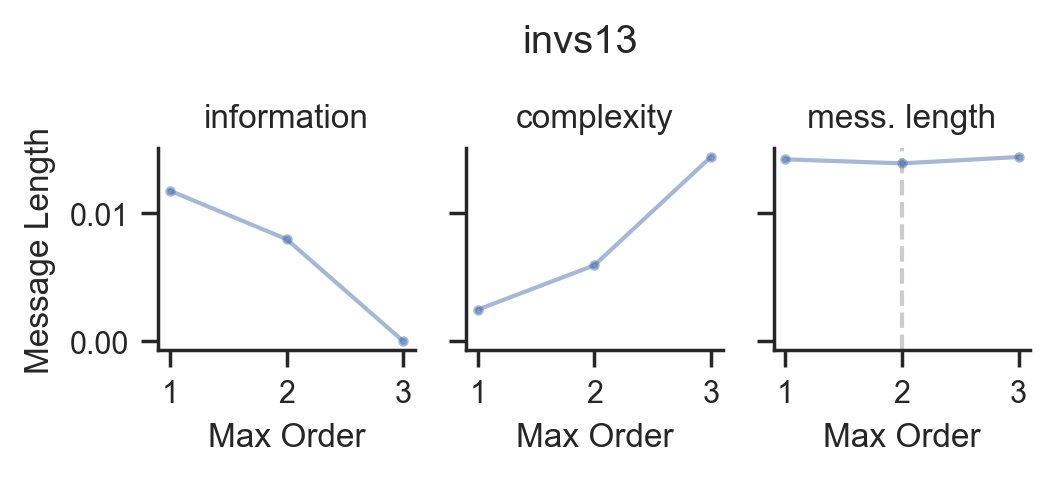 invs13
information
complexity
mess. length
Message Length
0.01
0.00
1 2 3
1 2 3
1 2 3
Max Order
Max Order
Max Order